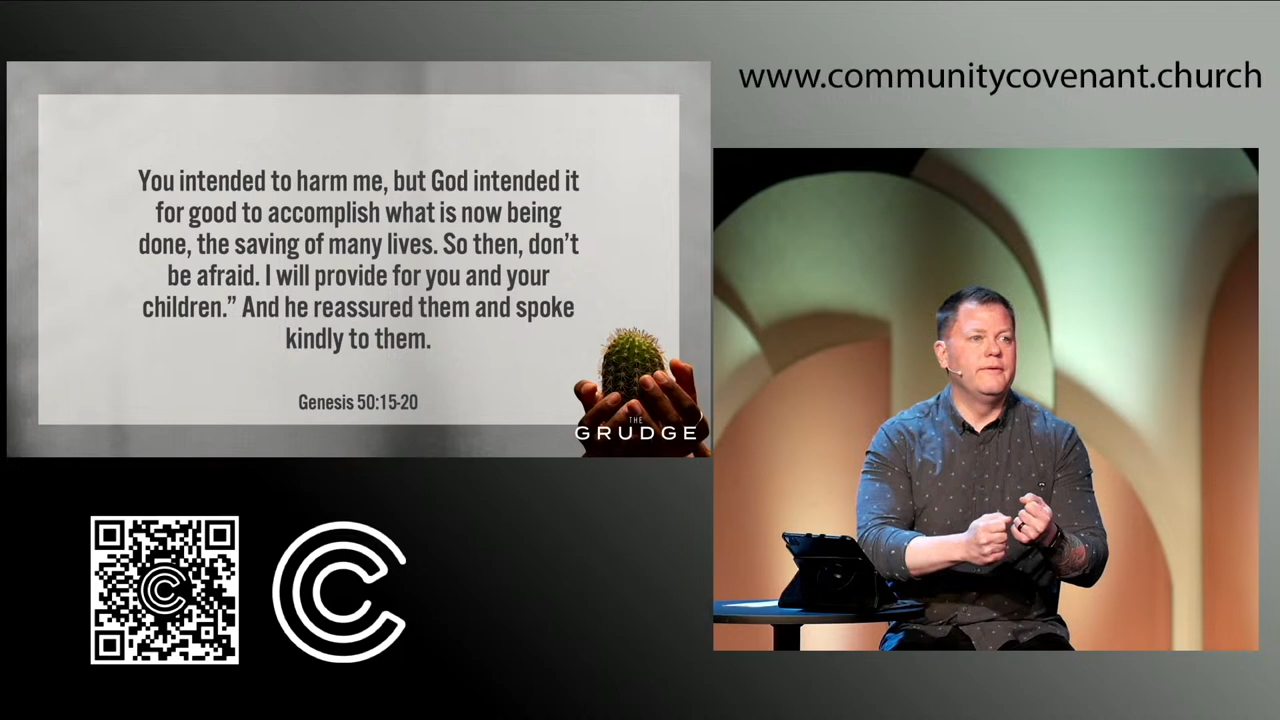 www.communitycovenant.church
You intended to harm me, but God intended it
for good to accomplish what is now being
done, the saving of many lives. So then, don’t
be afraid. I will provide for you and your
children.” And he reassured them and spoke
kindly to them.
Genesis 50:15-20
THE
GRUDGE